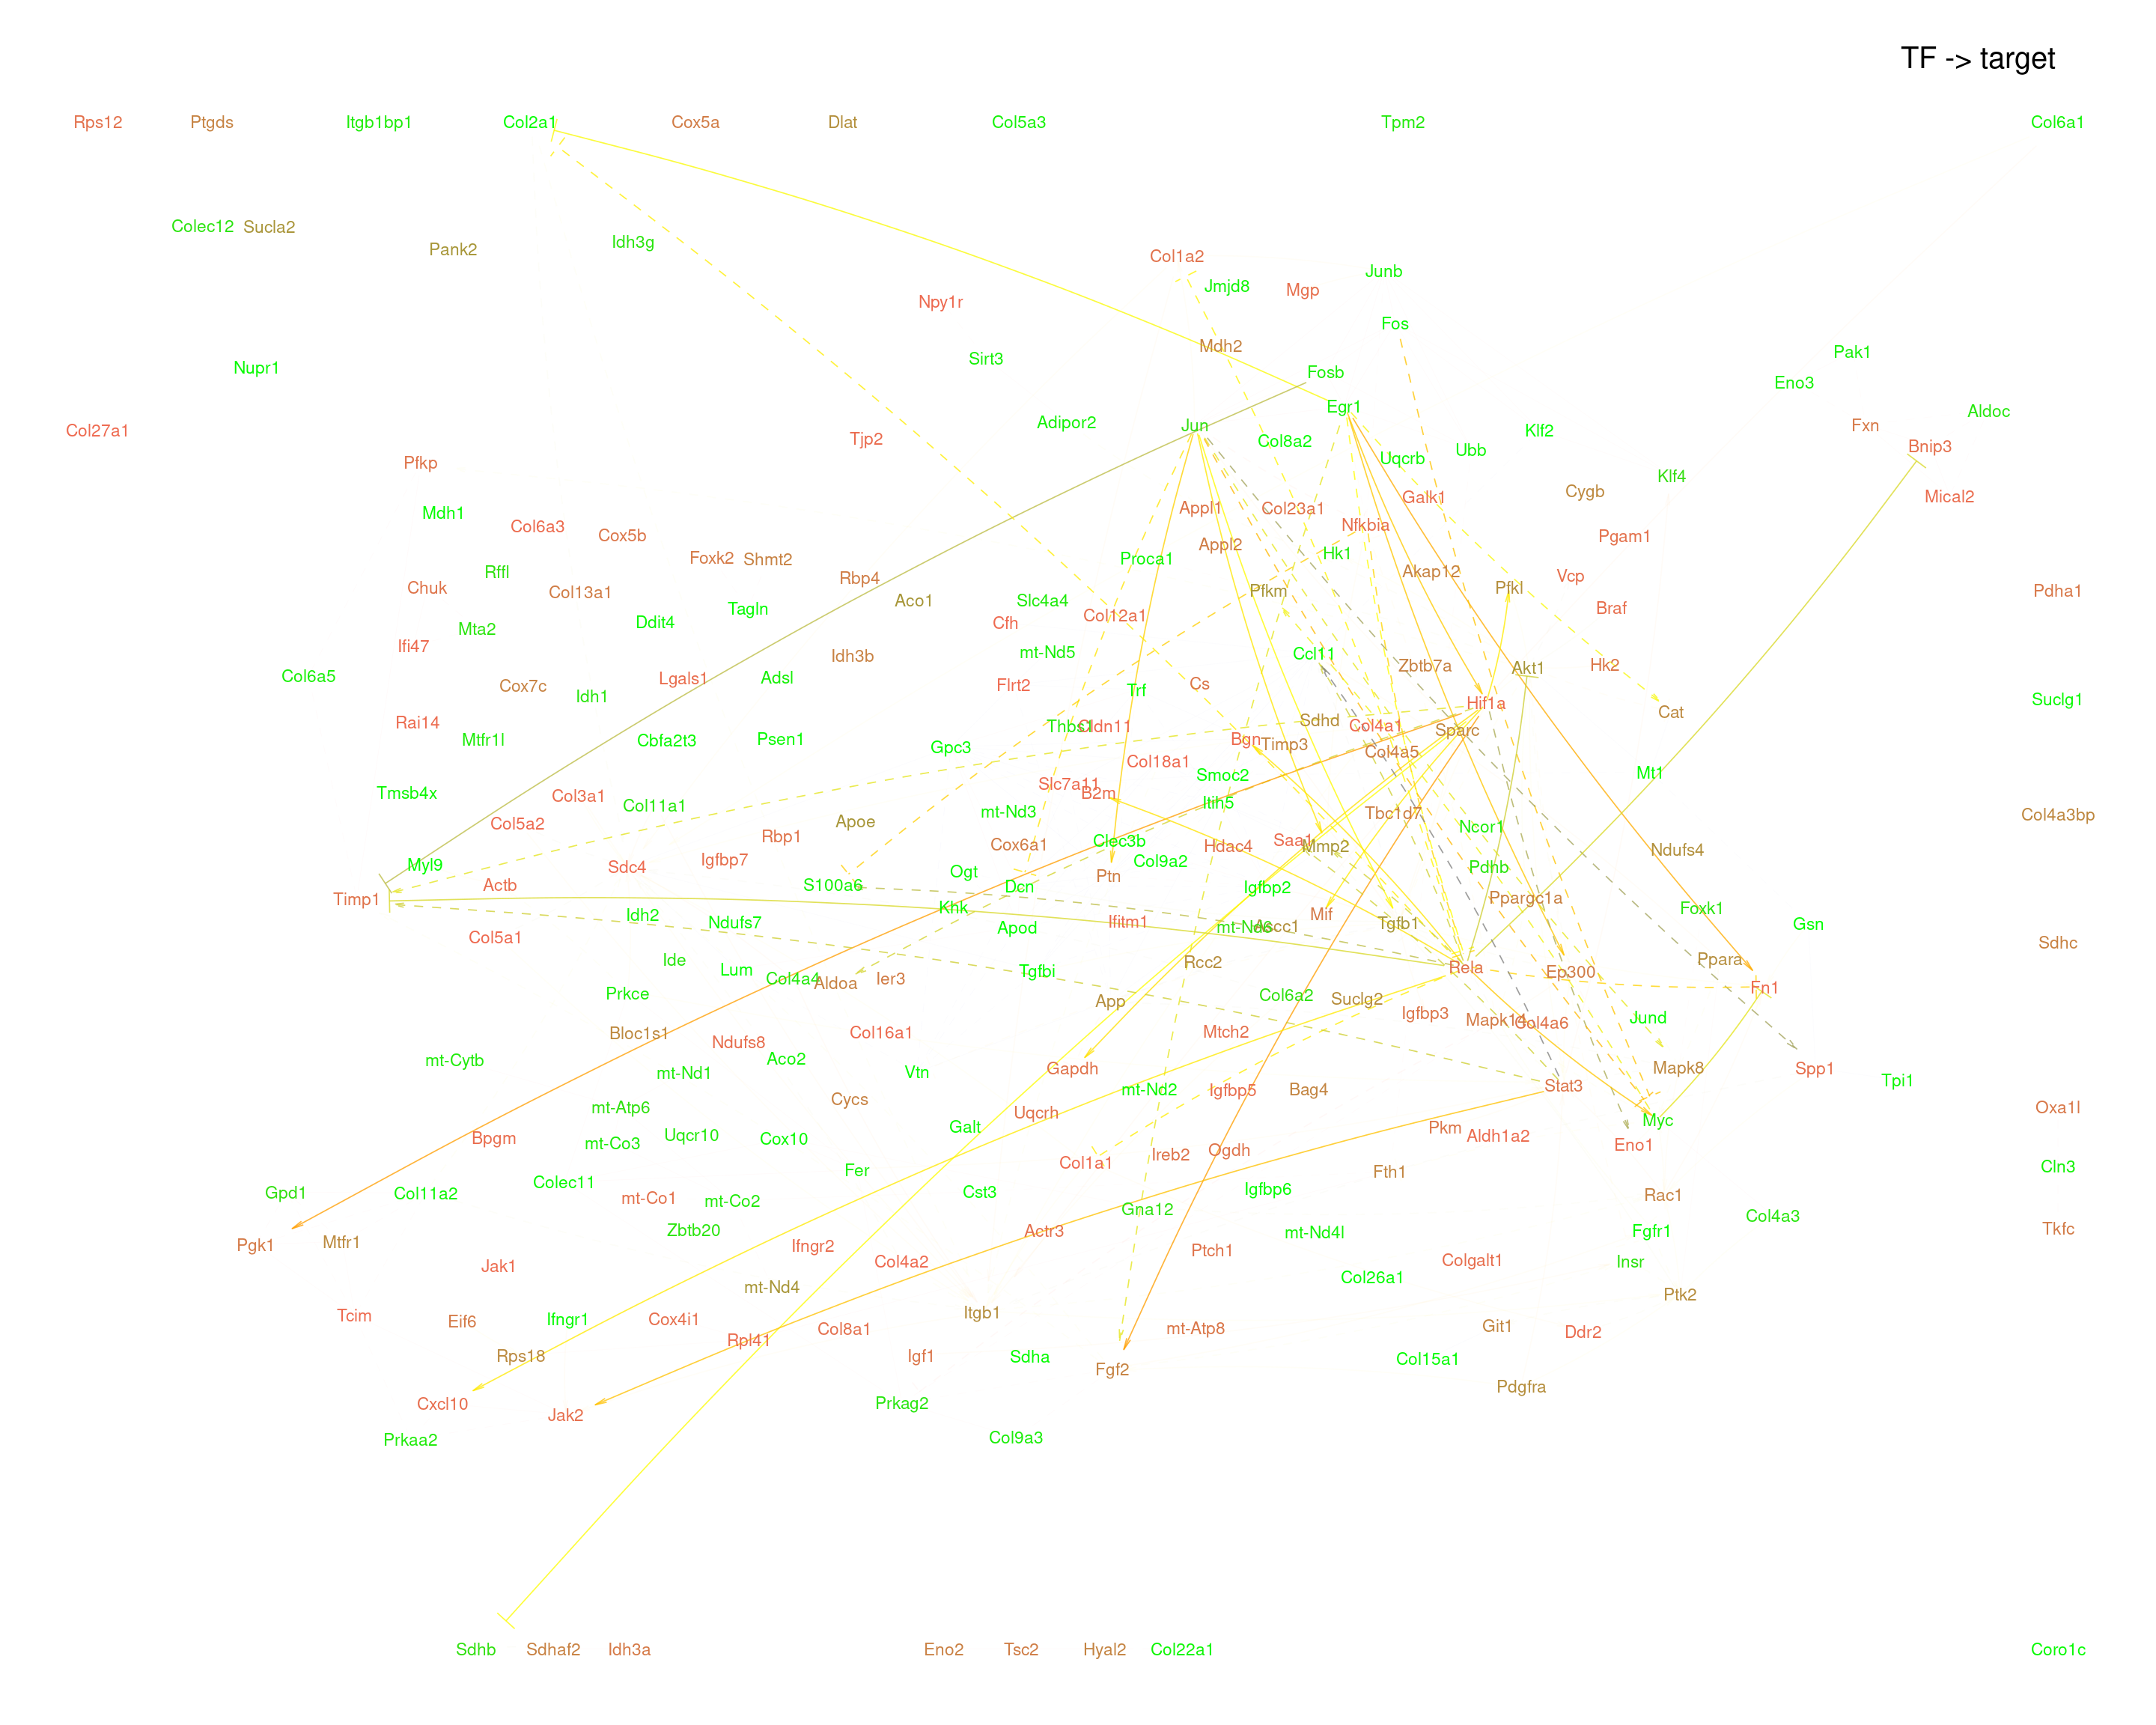 TF -> target
Rps12 Ptgds Itgb1bp1 Col2a1 Cox5a Dlat Col5a3 Tpm2 Col6a1
Colec12 Sucla2 Pank2 Idh3g Col1a2 Junb
Jmjd8 Mgp Npy1r Fos
Mdh2 Sirt3 Nupr1 Fosb Pak1 Eno3
Egr1 Aldoc
Col27a1 Tjp2 Adipor2 Jun Col8a2 Klf2 Fxn Bnip3
Pfkp Uqcrb Ubb Klf4
Mdh1 Appl1 Col23a1 Galk1 Cygb Mical2
Col6a3 Cox5b Nfkbia Pgam1
Foxk2 Shmt2 Proca1 Appl2 Hk1
Rffl Rbp4 Akap12 Vcp
Chuk Col13a1 Aco1 Slc4a4 Pfkm Pfkl Braf Pdha1
Mta2 Ddit4 Tagln Cfh Col12a1
Ifi47 Idh3b mt-Nd5 Ccl11 Zbtb7a Akt1 Hk2
Col6a5 Cox7c Idh1 Lgals1 Adsl Flrt2 Trf Cs Suclg1
Rai14 Thbs1 Cldn11 Sdhd Col4a1 Hif1a Cat
Mtfr1l Cbfa2t3 Psen1 Gpc3 Bgn Timp3 Col4a5 Sparc
Tmsb4x Col3a1 Col11a1 Slc7a11 B2m Col18a1 Smoc2 Mt1
Col5a2 Apoe mt-Nd3 Itih5 Tbc1d7 Ncor1 Col4a3bp
Myl9 Rbp1 Cox6a1 Clec3b Hdac4 Saa1 Mmp2 Ndufs4
Sdc4 Igfbp7 Ogt Col9a2 Pdhb
Timp1 Actb S100a6 Dcn Ptn Igfbp2 Ppargc1a
Idh2 Ndufs7 Khk Apod Ifitm1 Mif Tgfb1 Foxk1 Gsn
Col5a1 Ascc1 Sdhc
Ide Lum Col4a4 Aldoa Ier3 Tgfbi Rcc2 Rela Ep300 Ppara
Prkce App Col6a2 Suclg2 Fn1
Bloc1s1 Ndufs8 Col16a1 Mtch2 Igfbp3 Mapk14 Col4a6 Jund
mt-Cytb mt-Nd1 Aco2 Vtn Gapdh Mapk8 Spp1 Tpi1
mt-Atp6 Cycs Uqcrh mt-Nd2 Igfbp5 Bag4 Stat3 Oxa1l
Bpgm mt-Co3 Uqcr10 Cox10 Galt Pkm Aldh1a2 Myc Eno1
Fer Col1a1 Ireb2 Ogdh Fth1 Cln3
Gpd1 Col11a2 Colec11 mt-Co1 mt-Co2 Cst3 Igfbp6 Rac1
Pgk1 Mtfr1 Zbtb20 Ifngr2 Actr3 Gna12 mt-Nd4l Fgfr1 Col4a3 Tkfc
Jak1 Col4a2 Ptch1 Col26a1 Colgalt1 Insr
mt-Nd4 Itgb1 Ptk2
Tcim Eif6 Ifngr1 Cox4i1 Rpl41 Col8a1 mt-Atp8 Git1 Ddr2
Rps18 Igf1 Sdha Fgf2 Col15a1
Cxcl10 Jak2 Prkag2 Pdgfra
Prkaa2 Col9a3
Sdhb Sdhaf2 Idh3a Eno2 Tsc2 Hyal2 Col22a1 Coro1c